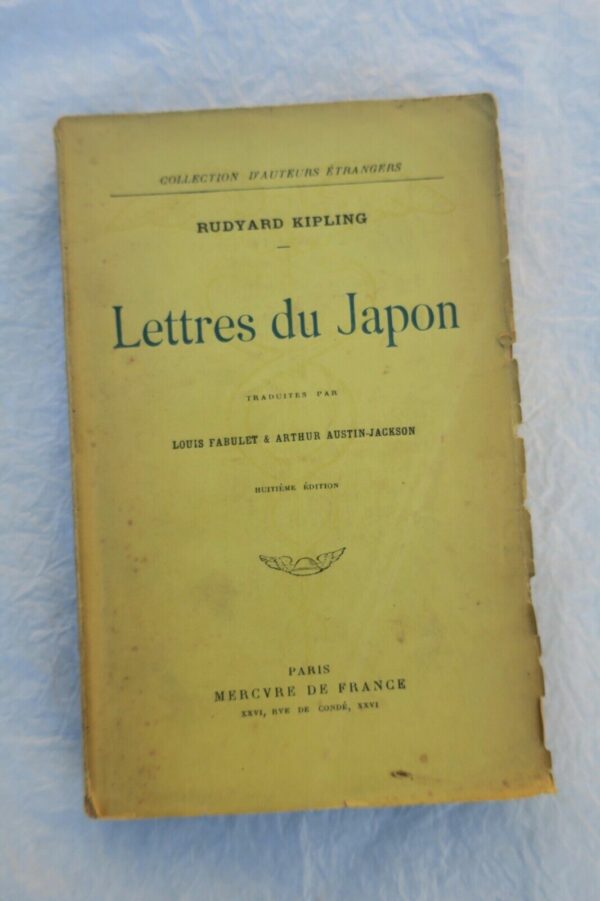 COLLECTION D'AUTEURS ÉTRANGERS
RUDYARD KIPLING
Lettres du Japon
TRADUITES PAR
LOUIS FABULET & ARTHUR AUSTIN-JACKSON
HUITIÈME ÉDITION
PARIS
MERCVRE DE FRANCE
XXVI, RVE DE CONDÉ, XXVI